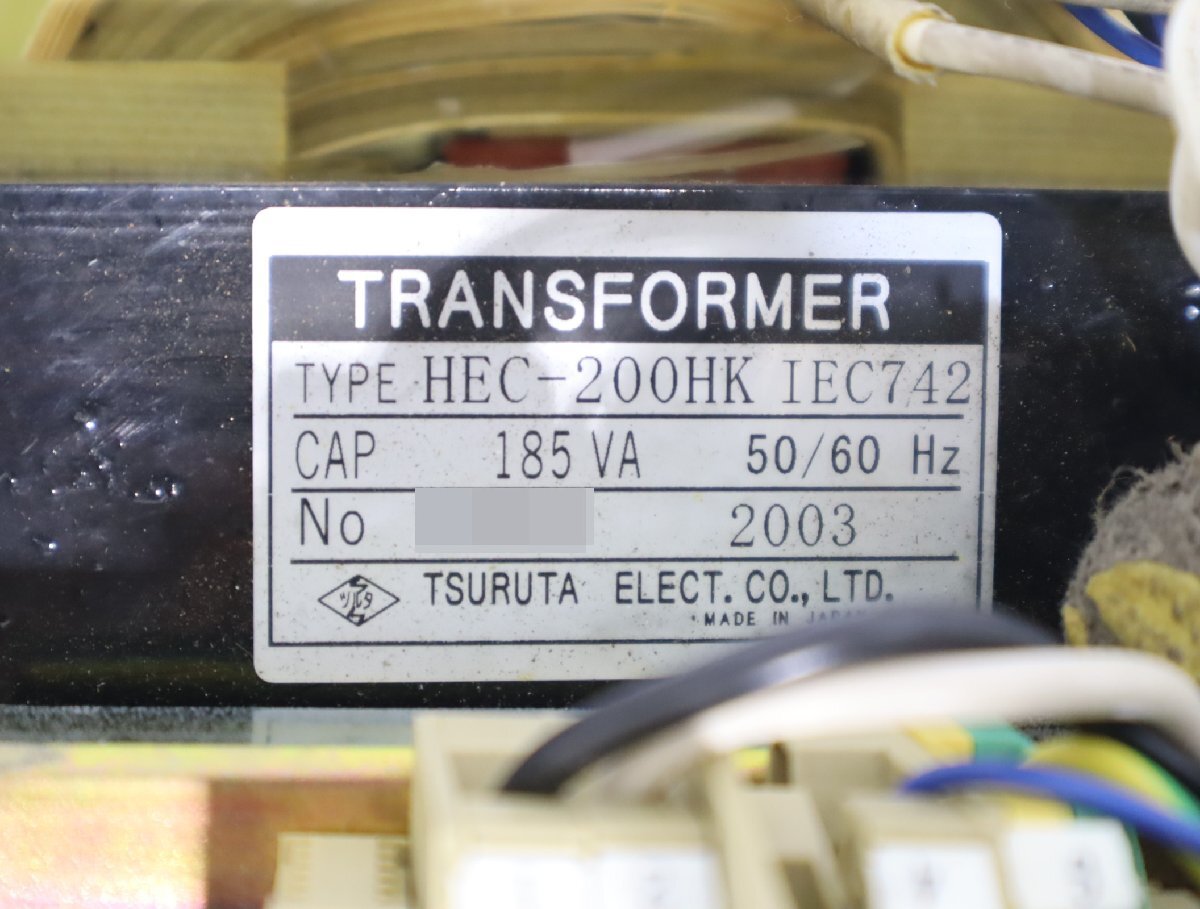 TRANSFORMER
TYPE HEC-200HK IEC742
CAP 185 VA 50/60 Hz
No 2003
TSURUTA ELECT. CO., LTD.
MADE IN JAPAN